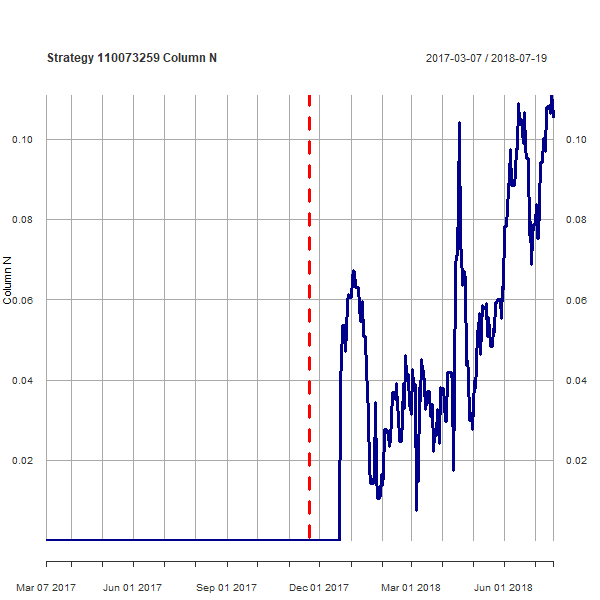 Strategy 110073259 Column N
2017-03-07 / 2018-07-19
0.10
0.08
0.06
0.04
0.02
0.10
0.08
0.06
0.04
0.02
Column N
Mar 07 2017
Jun 01 2017
Sep 01 2017
Dec 01 2017
Mar 01 2018
Jun 01 2018